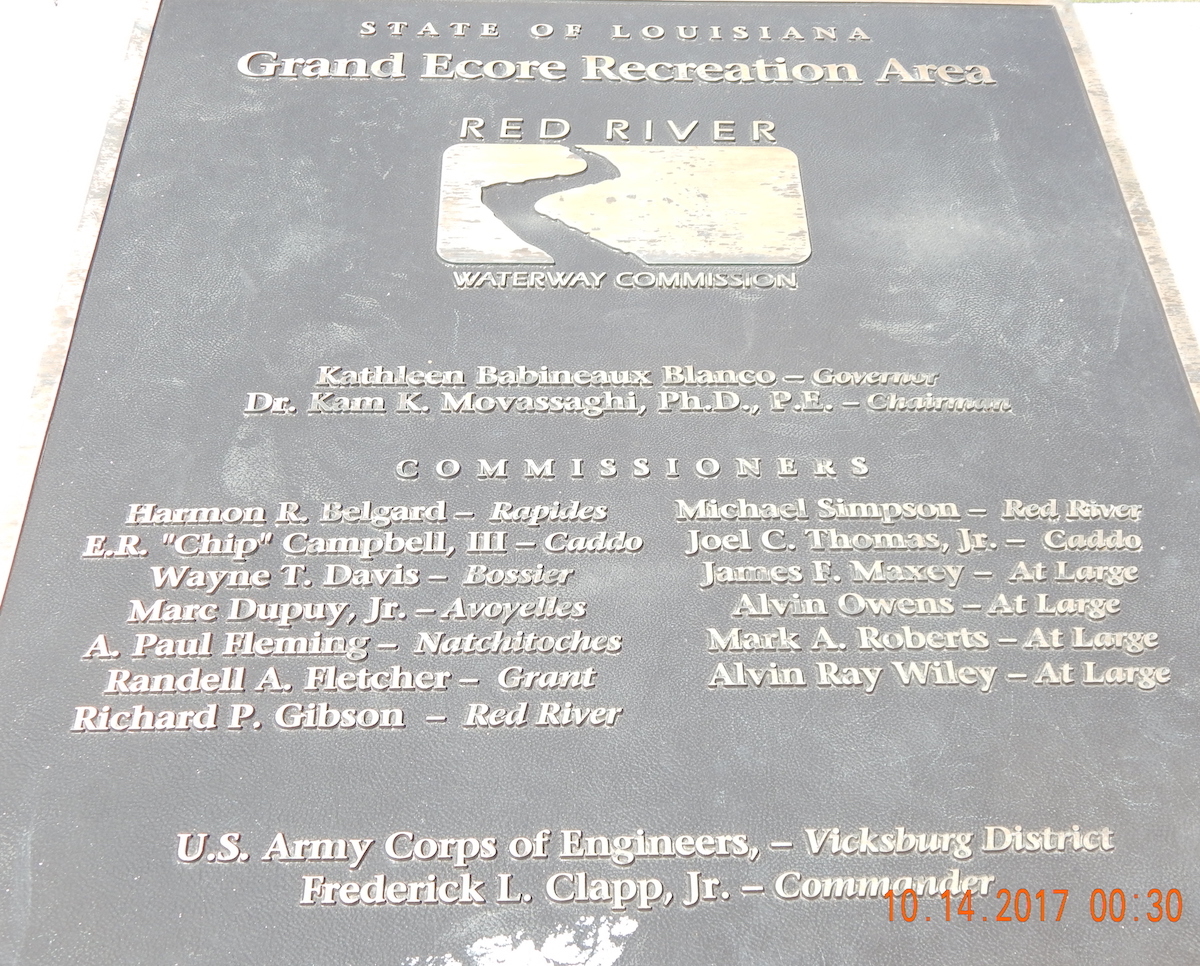 STATE OF LOUISIANA
Grand Ecore Recreation Area
RED RIVER
WATERWAY COMMISSION
Kathleen Babineaux Blanco – Governor
Dr. Kam K. Movassaghi, Ph.D., P.E. – Chairman
COMMISSIONERS
Harmon R. Belgard – Rapides
E.R. "Chip" Campbell, III – Caddo
Wayne T. Davis – Bossier
Marc Dupuy, Jr. – Avoyelles
A. Paul Fleming – Natchitoches
Randell A. Fletcher – Grant
Richard P. Gibson – Red River
Michael Simpson – Red River
Joel C. Thomas, Jr. – Caddo
James F. Maxey – At Large
Alvin Owens – At Large
Mark A. Roberts – At Large
Alvin Ray Wiley – At Large
U.S. Army Corps of Engineers, – Vicksburg District
Frederick L. Clapp, Jr. – Commander
10.14.2017 00:30